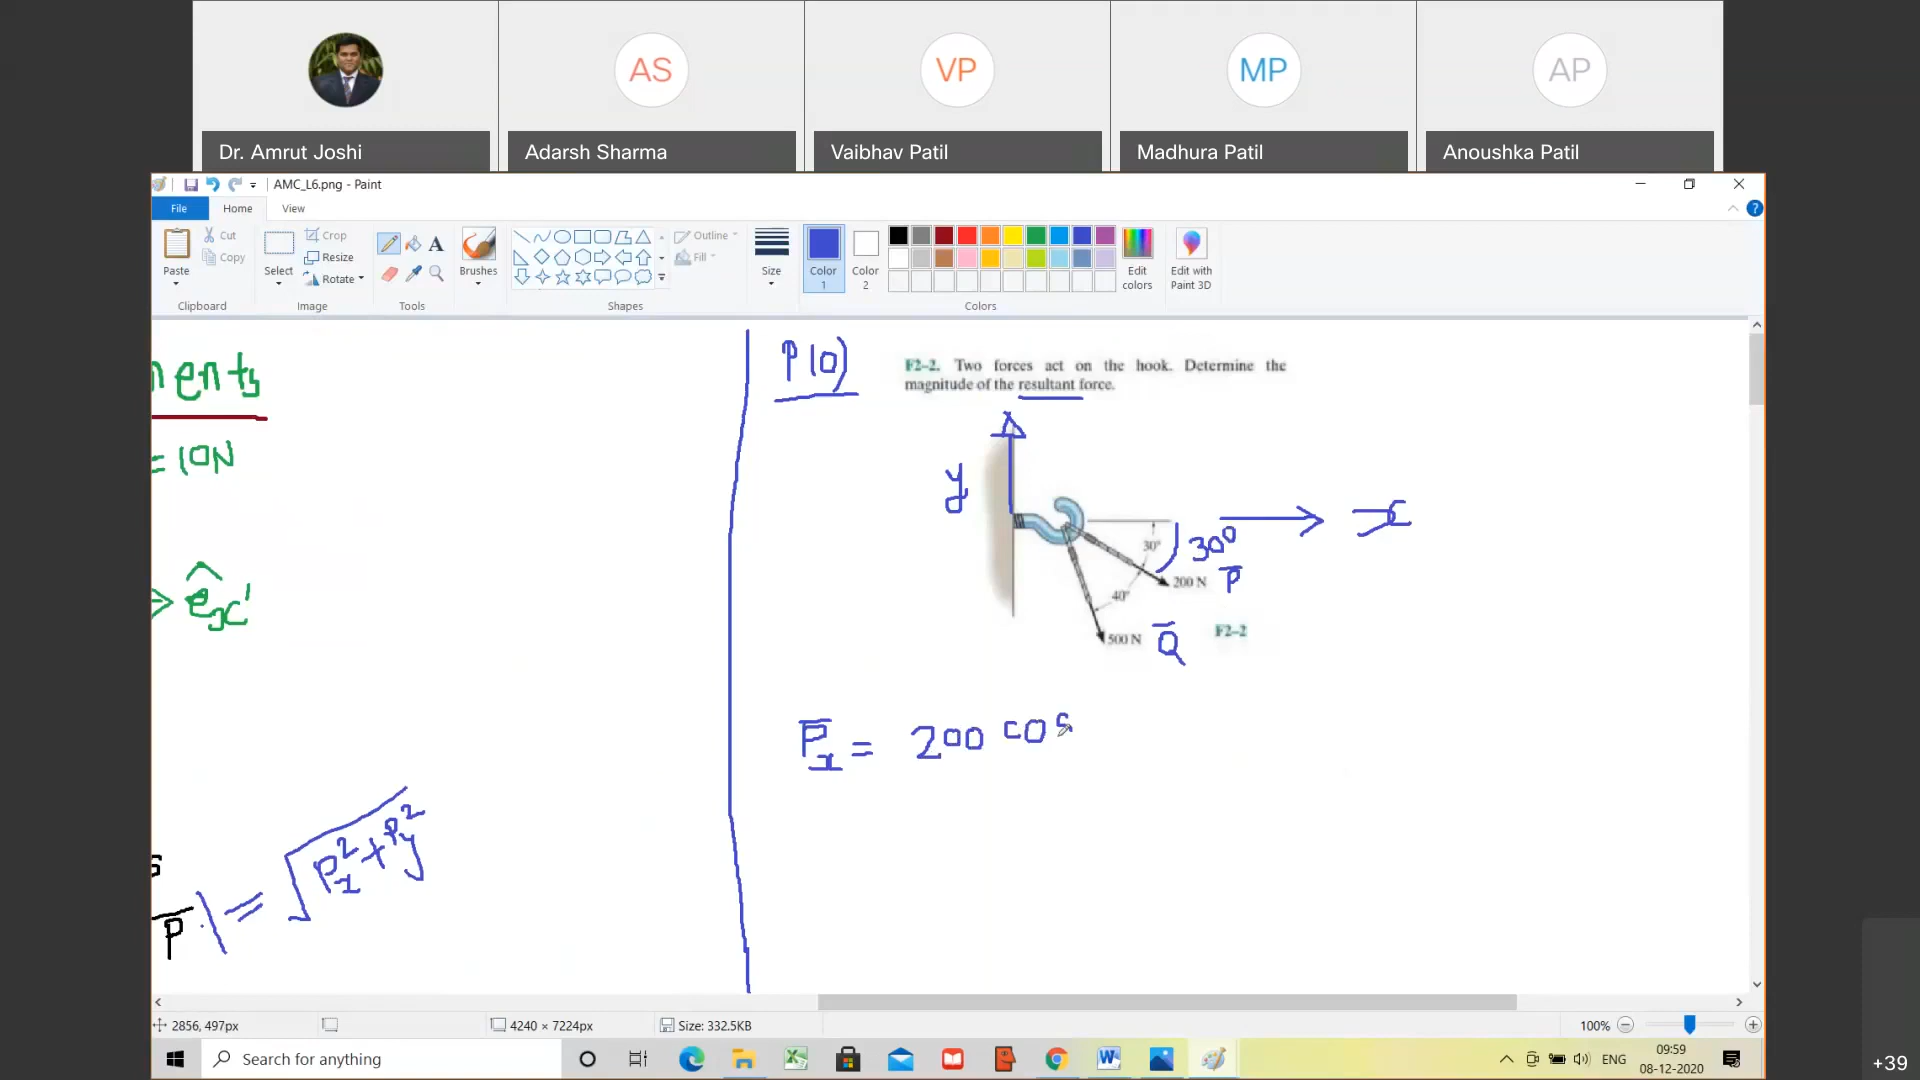 AS
VP
MP
AP
Dr. Amrut Joshi
Adarsh Sharma
Vaibhav Patil
Madhura Patil
Anoushka Patil
AMC_L6.png - Paint
File
Home
View
Paste
Cut
Copy
Clipboard
Select
Crop
Resize
Rotate
Image
A
Tools
Brushes
Outline
Fill
Shapes
Size
Color 1
Color 2
Edit colors
Edit with Paint 3D
Colors
?
ments
= 10N
P(0)
F2–2. Two forces act on the hook. Determine the
magnitude of the resultant force.
y
x
30°
30°
P
200 N
40°
500 N
Q
F2–2
Px = 200 cos
P| = √Px² + Py²
2856, 497px
4240 × 7224px
Size: 332.5KB
100%
Search for anything
ENG
09:59
08-12-2020
+39